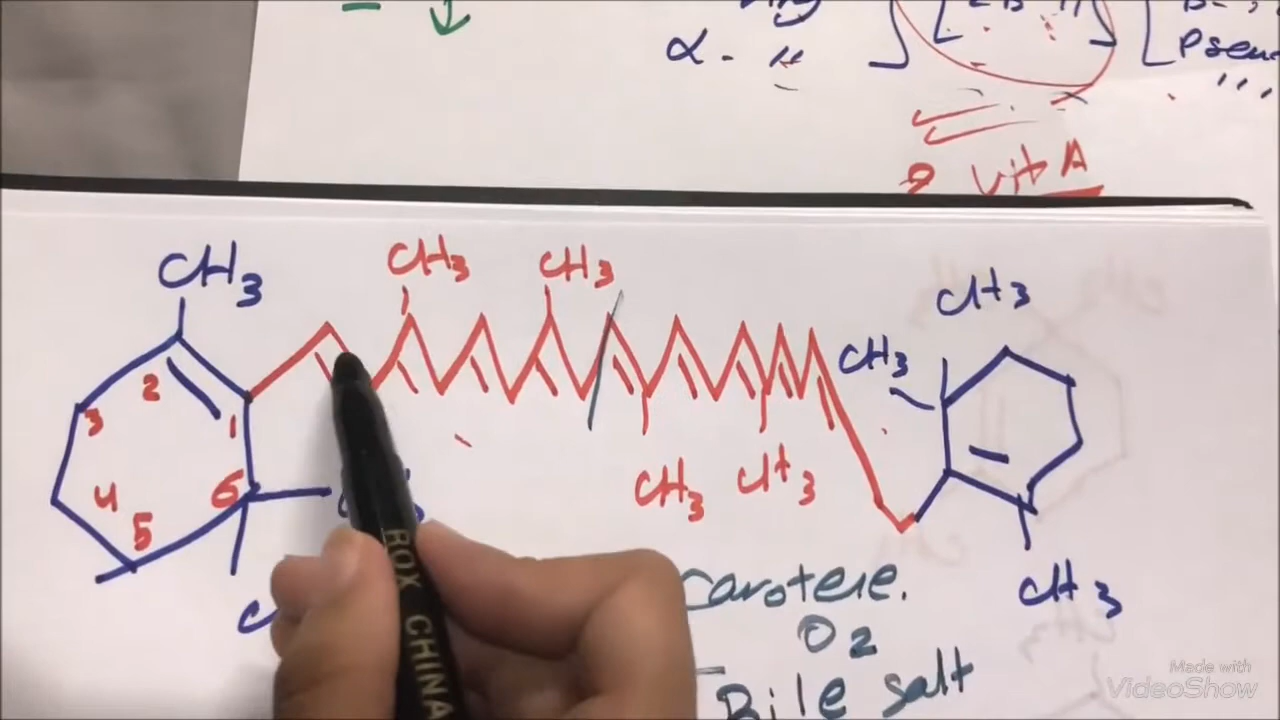 α - "
Pseu
vit A
CH3
CH3
CH3
CH3
CH3
2
3
1
4
6
5
CH3
CH3
CH3
carotene.
O2
Bile salt
BOX CHINA
Made with
VideoShow